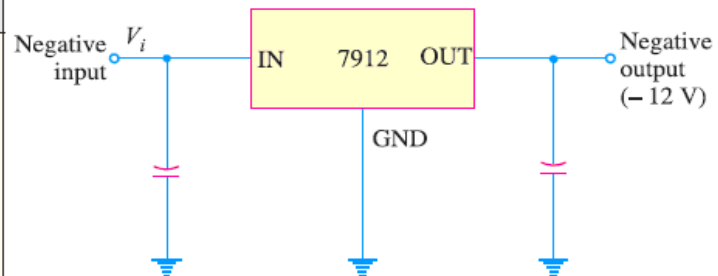 Negative
input
Vi
IN 7912 OUT
GND
Negative
output
(– 12 V)